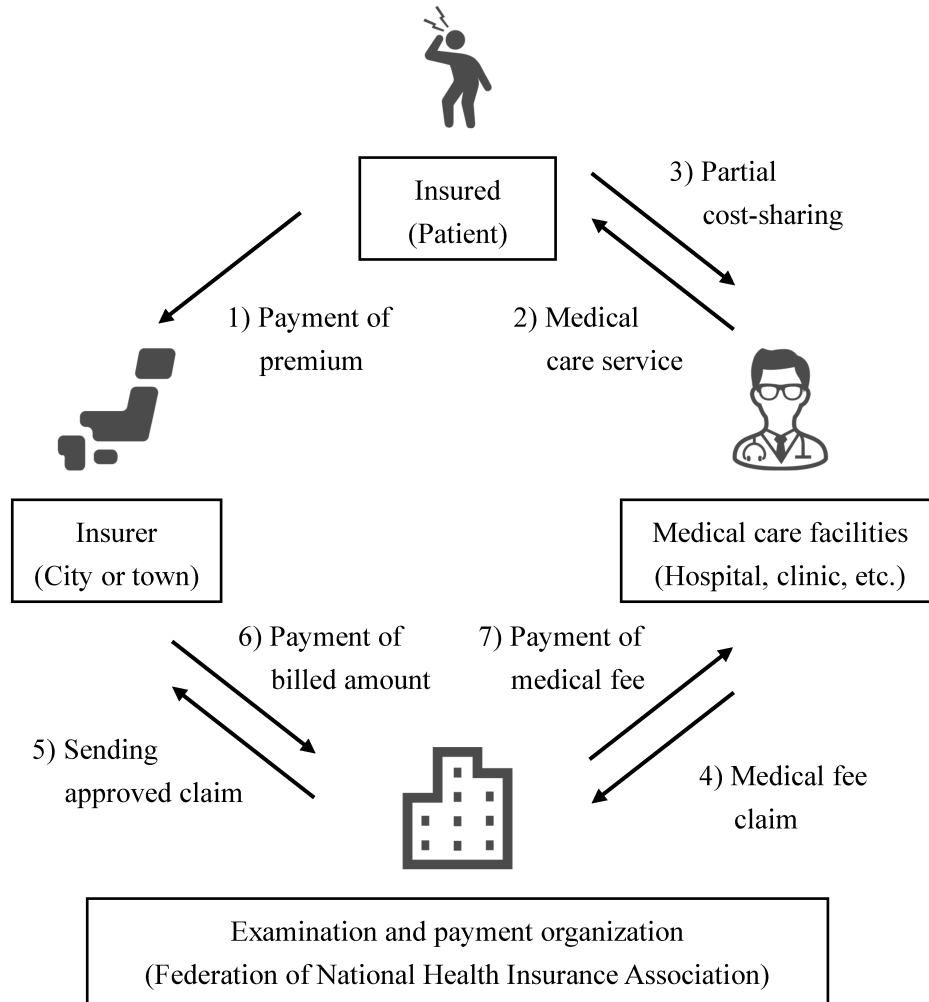 Insured
(Patient)
3) Partial
cost-sharing
1) Payment of
premium
2) Medical
care service
Insurer
(City or town)
Medical care facilities
(Hospital, clinic, etc.)
6) Payment of
billed amount
7) Payment of
medical fee
5) Sending
approved claim
4) Medical fee
claim
Examination and payment organization
(Federation of National Health Insurance Association)